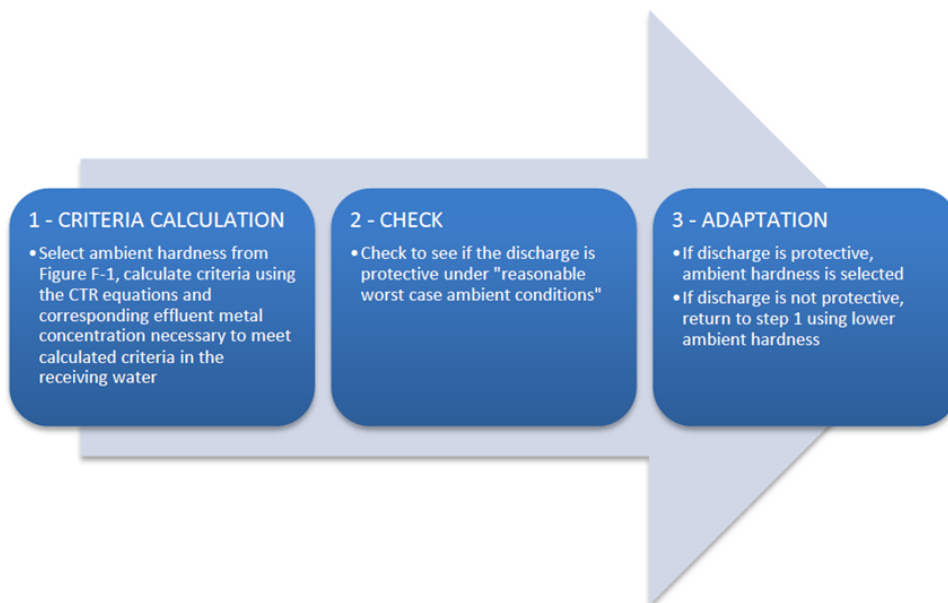 1 - CRITERIA CALCULATION
•Select ambient hardness from
Figure F-1, calculate criteria using
the CTR equations and
corresponding effluent metal
concentration necessary to meet
calculated criteria in the
receiving water
2 - CHECK
•Check to see if the discharge is
protective under "reasonable
worst case ambient conditions"
3 - ADAPTATION
•If discharge is protective,
ambient hardness is selected
•If discharge is not protective,
return to step 1 using lower
ambient hardness